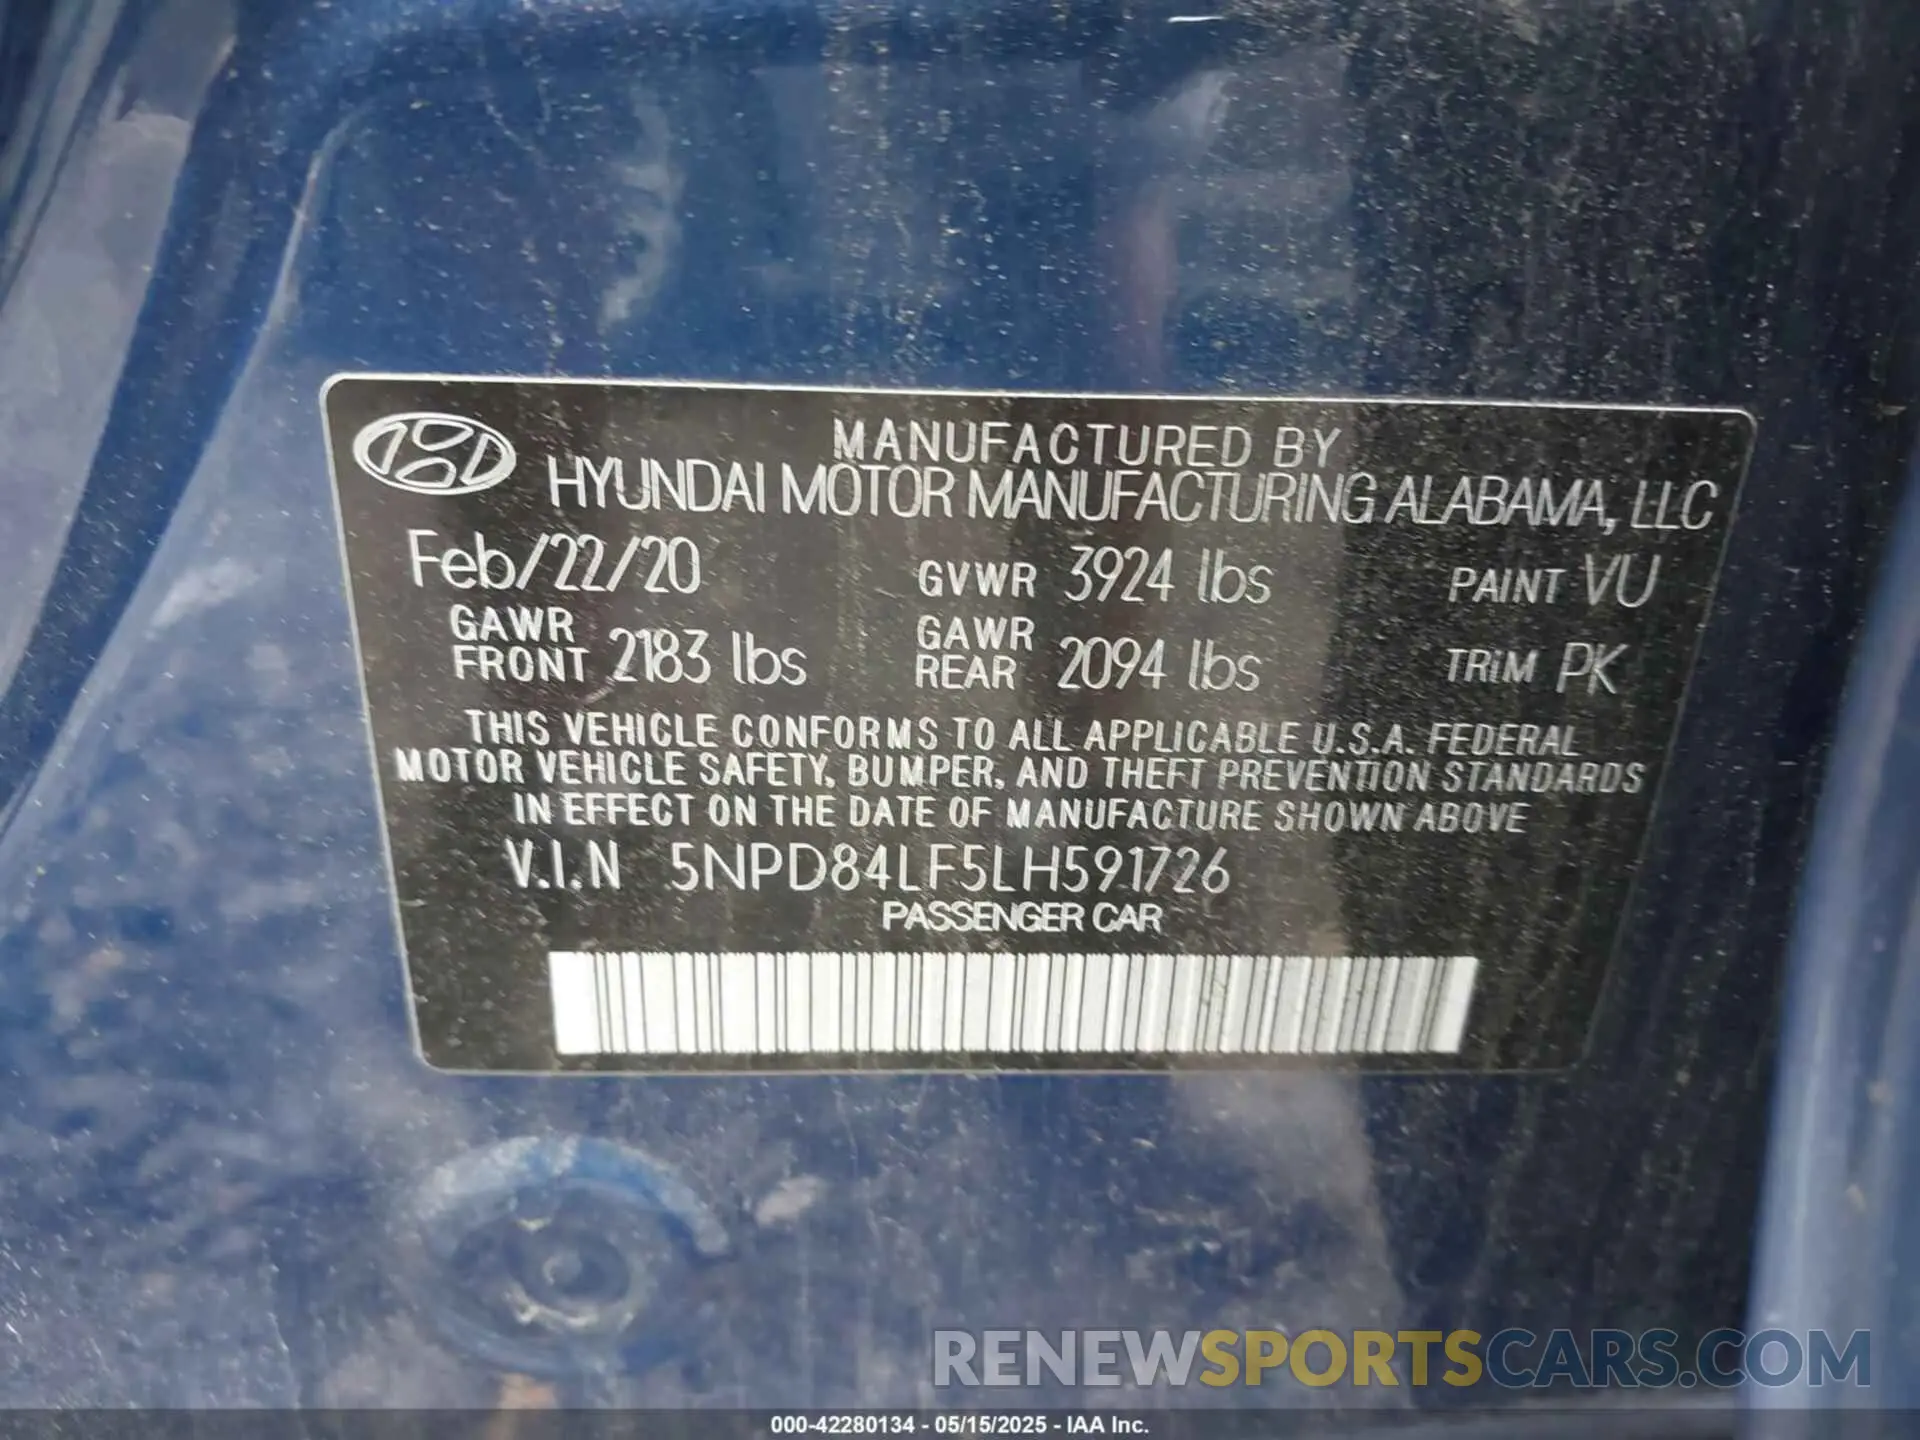 MANUFACTURED BY
HYUNDAI MOTOR MANUFACTURING ALABAMA, LLC
Feb/22/20 GVWR 3924 lbs PAINT VU
GAWR FRONT 2183 lbs GAWR REAR 2094 lbs TRiM PK
THIS VEHICLE CONFORMS TO ALL APPLICABLE U.S.A. FEDERAL
MOTOR VEHICLE SAFETY, BUMPER, AND THEFT PREVENTION STANDARDS
IN EFFECT ON THE DATE OF MANUFACTURE SHOWN ABOVE
V.I.N 5NPD84LF5LH591726
PASSENGER CAR
RENEWSPORTSCARS.COM
000-42280134 - 05/15/2025 - IAA Inc.